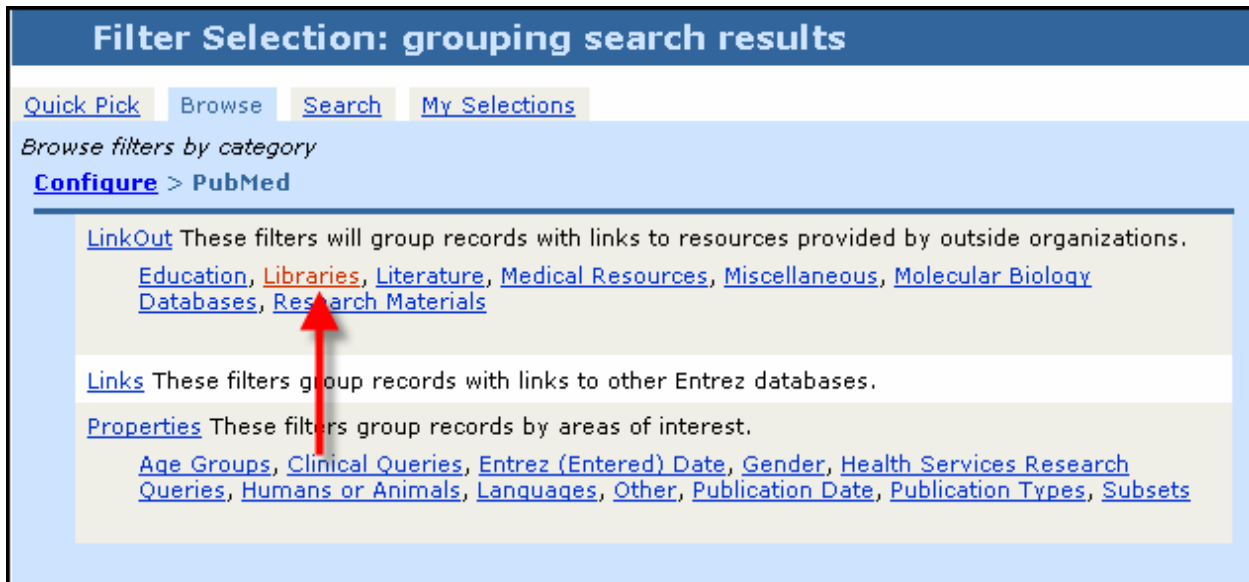 Filter Selection: grouping search results
Quick Pick Browse Search My Selections
Browse filters by category
Configure > PubMed
LinkOut These filters will group records with links to resources provided by outside organizations.
Education, Libraries, Literature, Medical Resources, Miscellaneous, Molecular Biology
Databases, Research Materials
Links These filters group records with links to other Entrez databases.
Properties These filters group records by areas of interest.
Age Groups, Clinical Queries, Entrez (Entered) Date, Gender, Health Services Research
Queries, Humans or Animals, Languages, Other, Publication Date, Publication Types, Subsets